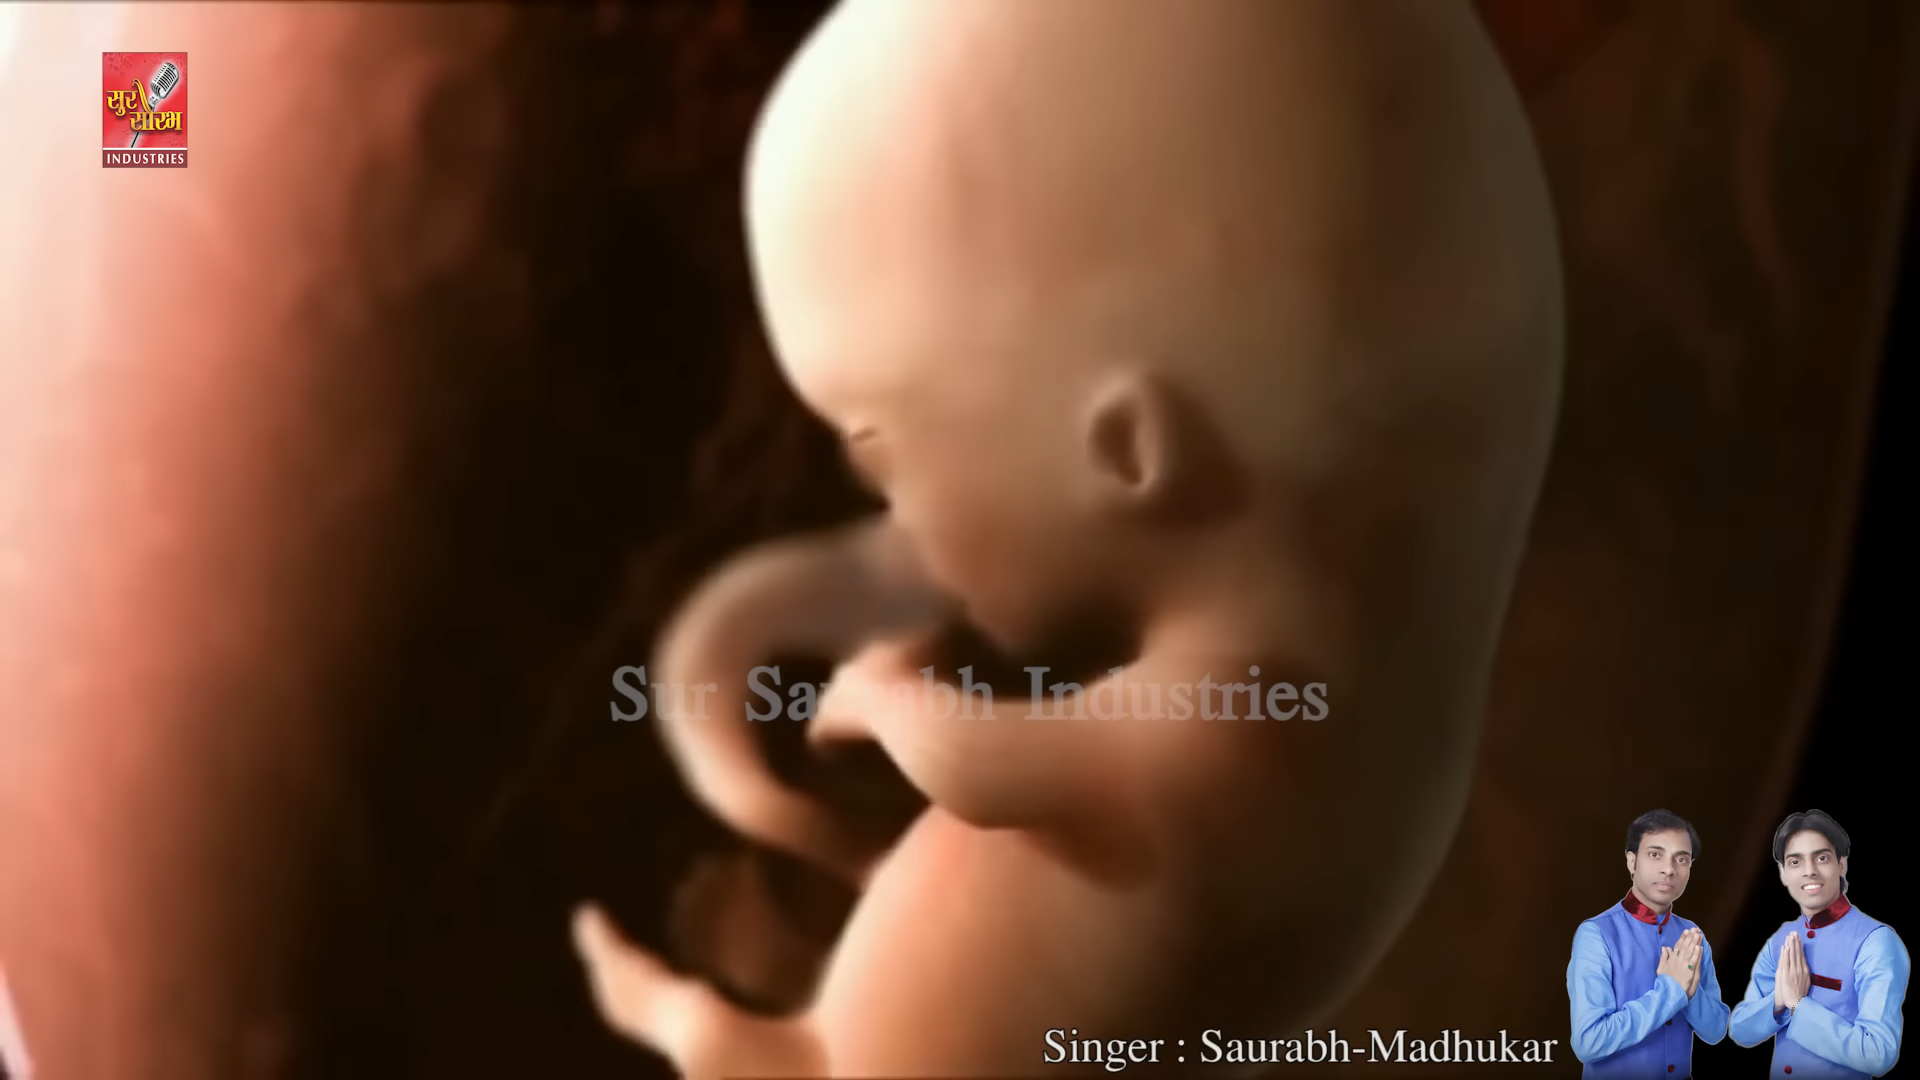 सुर सौरभ
INDUSTRIES
Sur Saurabh Industries
Singer : Saurabh-Madhukar